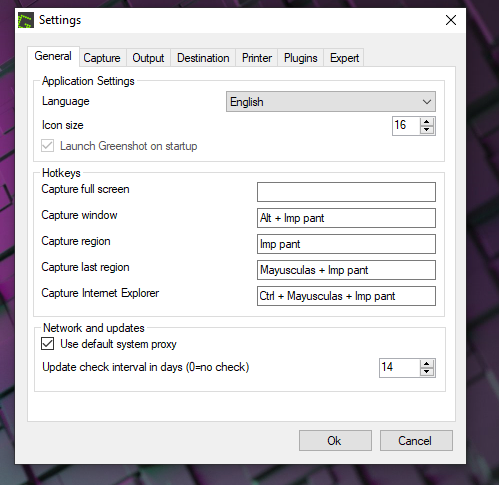 Settings
General Capture Output Destination Printer Plugins Expert
Application Settings
Language English
Icon size 16
Launch Greenshot on startup
Hotkeys
Capture full screen
Capture window Alt + Imp pant
Capture region Imp pant
Capture last region Mayusculas + Imp pant
Capture Internet Explorer Ctrl + Mayusculas + Imp pant
Network and updates
Use default system proxy
Update check interval in days (0=no check) 14
Ok Cancel